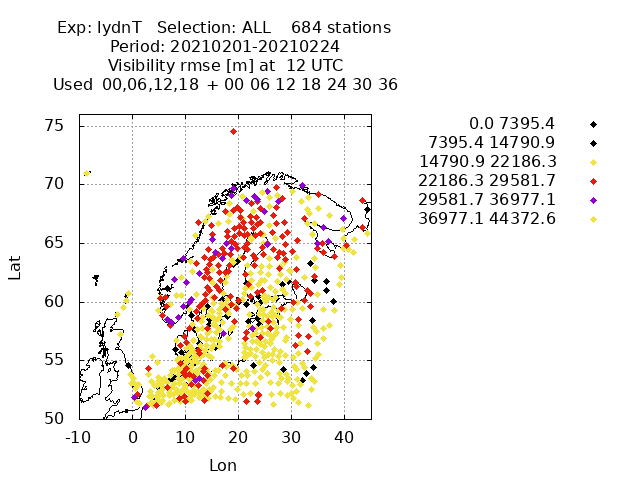 Exp: IydnT   Selection: ALL    684 stations
Period: 20210201-20210224
Visibility rmse [m] at  12 UTC
Used  00,06,12,18  + 00 06 12 18 24 30 36
0.0 7395.4
7395.4 14790.9
14790.9 22186.3
22186.3 29581.7
29581.7 36977.1
36977.1 44372.6
75
70
65
60
55
50
Lat
-10 0 10 20 30 40
Lon